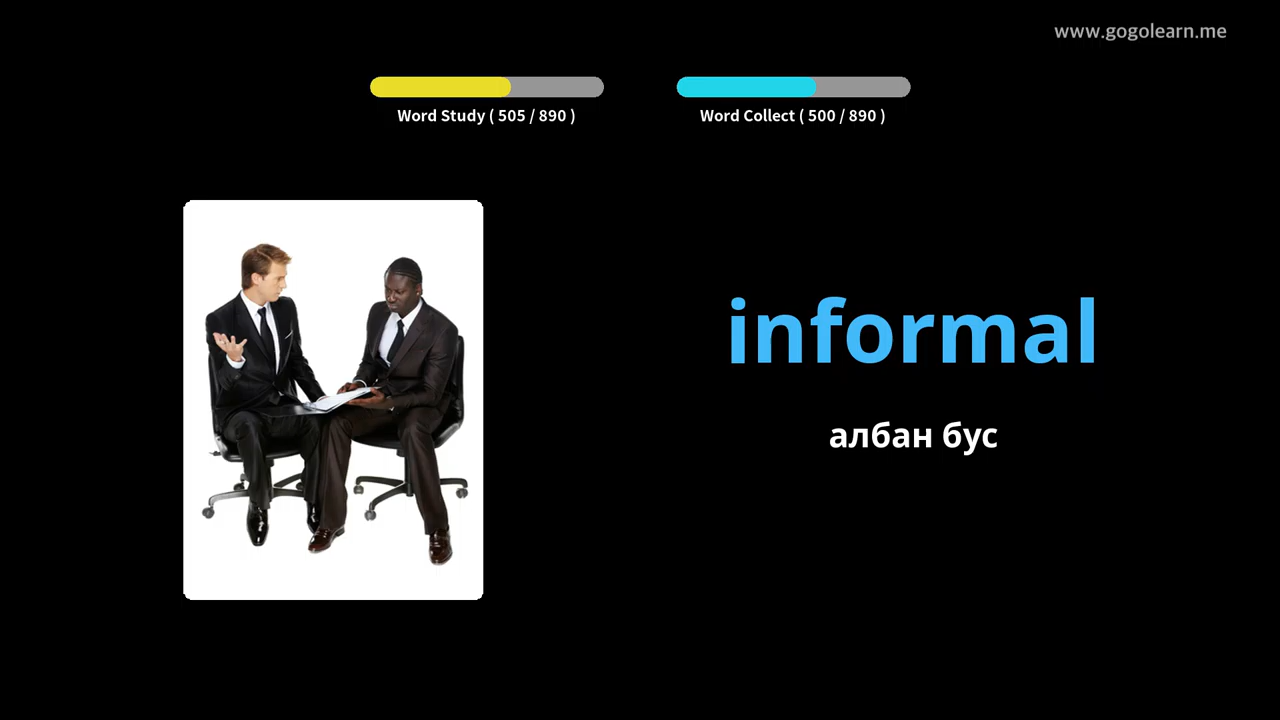 www.gogolearn.me
Word Study ( 505 / 890 )
Word Collect ( 500 / 890 )
informal
албан бус